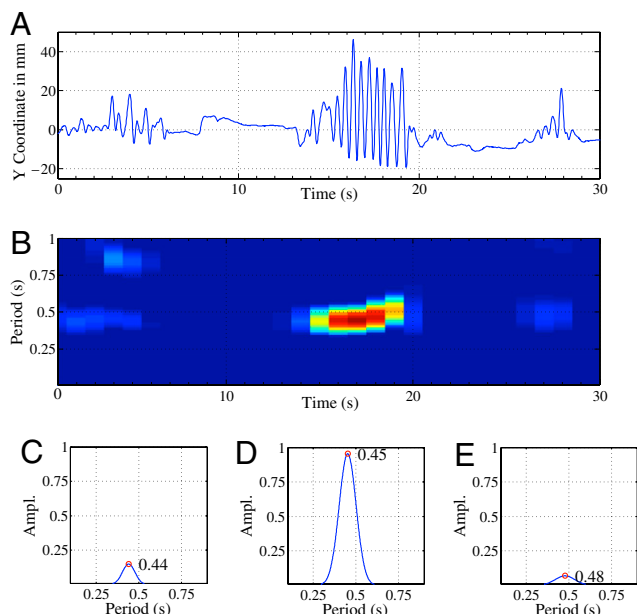 A
Y Coordinate in mm
40
20
0
−20
0 10 20 30
Time (s)
B
Period (s)
1
0.75
0.5
0.25
0 10 20 30
Time (s)
C
Ampl.
1
0.75
0.5
0.25
0.44
0.25 0.5 0.75
Period (s)
D
Ampl.
1
0.75
0.5
0.25
0.45
0.25 0.5 0.75
Period (s)
E
Ampl.
1
0.75
0.5
0.25
0.48
0.25 0.5 0.75
Period (s)